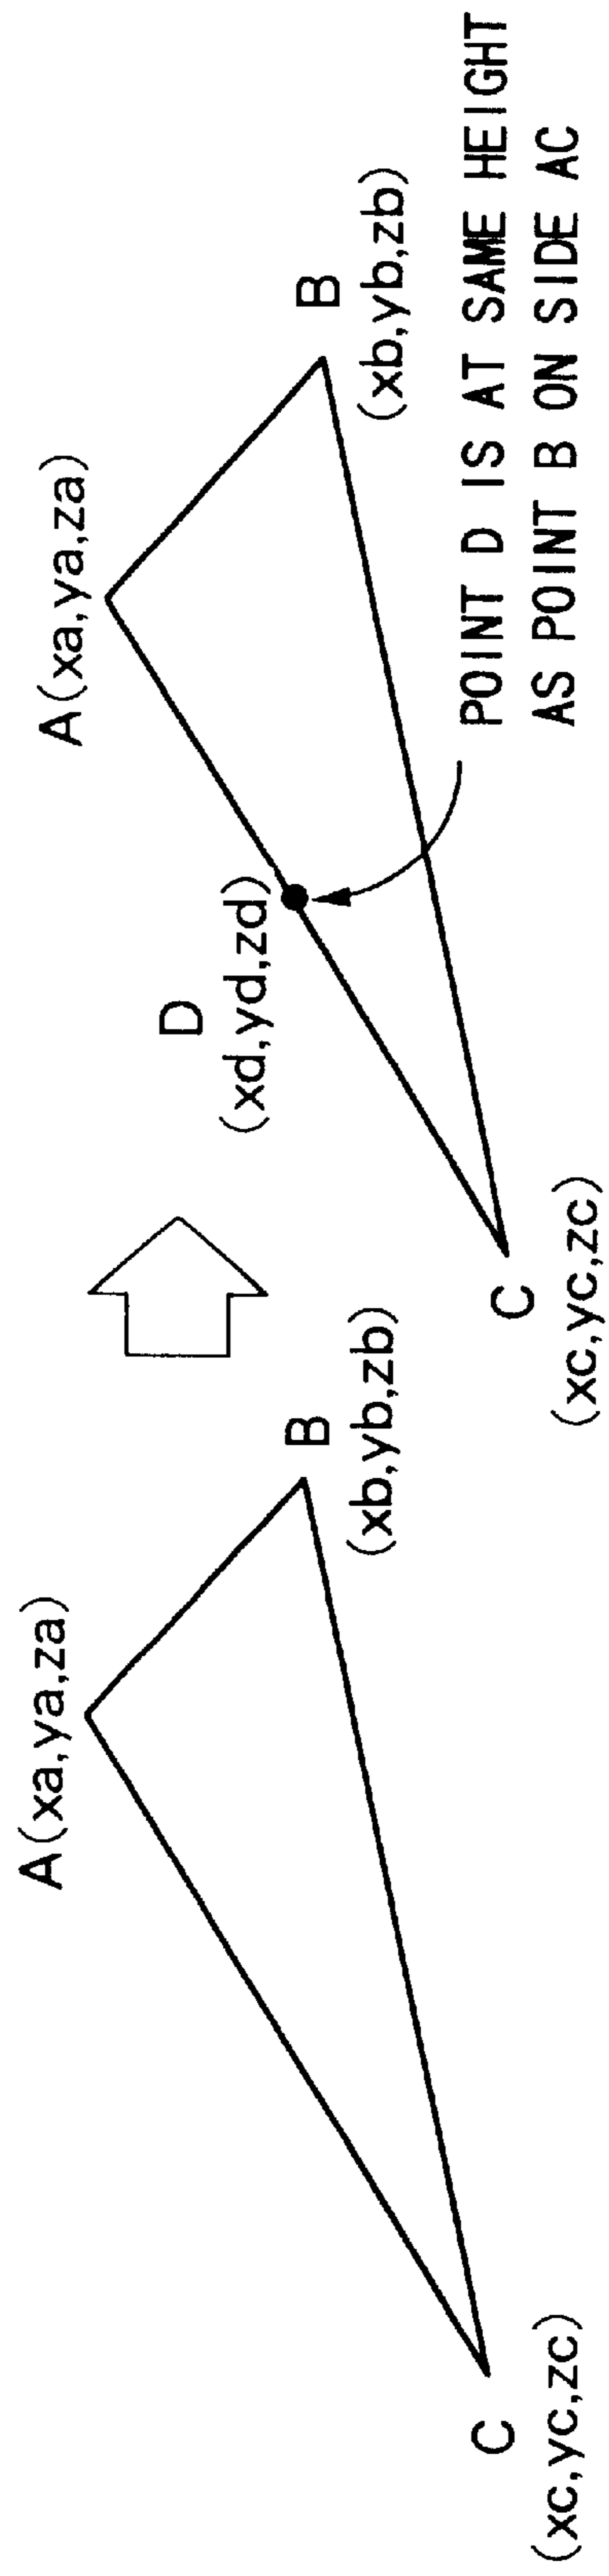 A(xa,ya,za)
B
(xb,yb,zb)
C
(xc,yc,zc)
A(xa,ya,za)
D
(xd,yd,zd)
B
(xb,yb,zb)
C
(xc,yc,zc)
POINT D IS AT SAME HEIGHT
AS POINT B ON SIDE AC